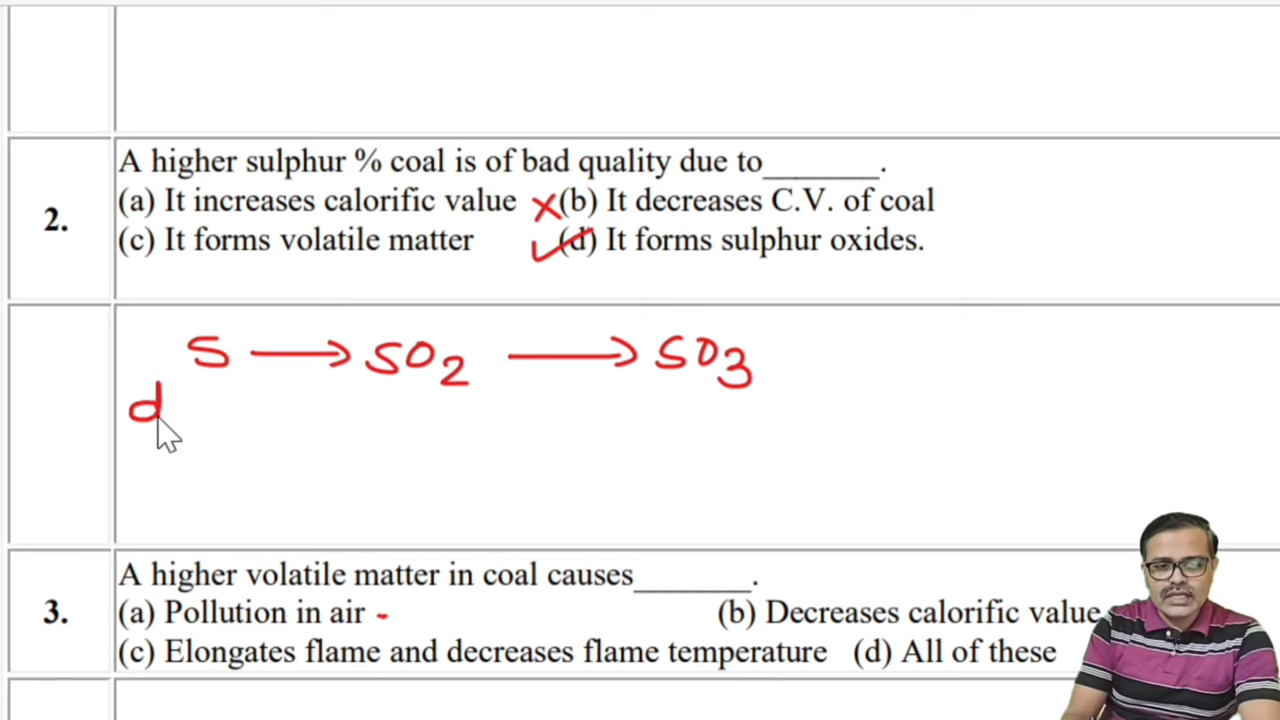 2.
A higher sulphur % coal is of bad quality due to_______.
(a) It increases calorific value ×(b) It decreases C.V. of coal
(c) It forms volatile matter ✓(d) It forms sulphur oxides.
S → SO2 → SO3
d
3.
A higher volatile matter in coal causes_______.
(a) Pollution in air - (b) Decreases calorific value
(c) Elongates flame and decreases flame temperature (d) All of these